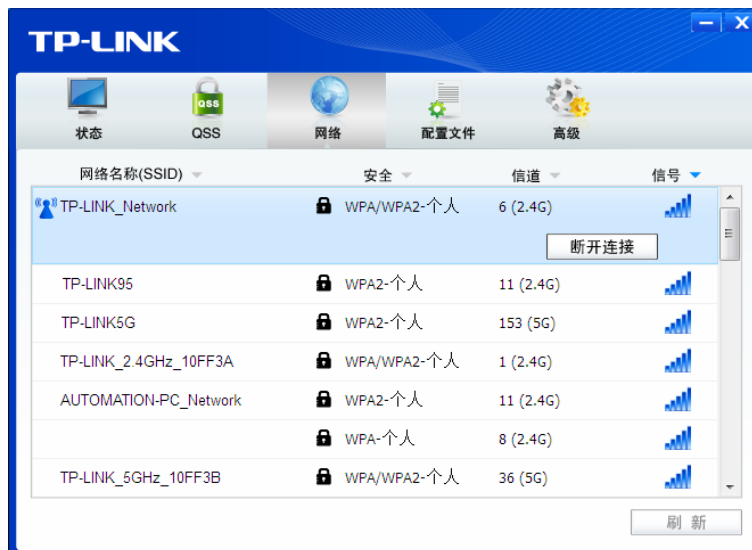 TP-LINK
QSS
状态 QSS 网络 配置文件 高级
网络名称(SSID) 安全 信道 信号
TP-LINK_Network WPA/WPA2-个人 6 (2.4G)
断开连接
TP-LINK95 WPA2-个人 11 (2.4G)
TP-LINK5G WPA2-个人 153 (5G)
TP-LINK_2.4GHz_10FF3A WPA/WPA2-个人 1 (2.4G)
AUTOMATION-PC_Network WPA2-个人 11 (2.4G)
WPA-个人 8 (2.4G)
TP-LINK_5GHz_10FF3B WPA/WPA2-个人 36 (5G)
刷 新